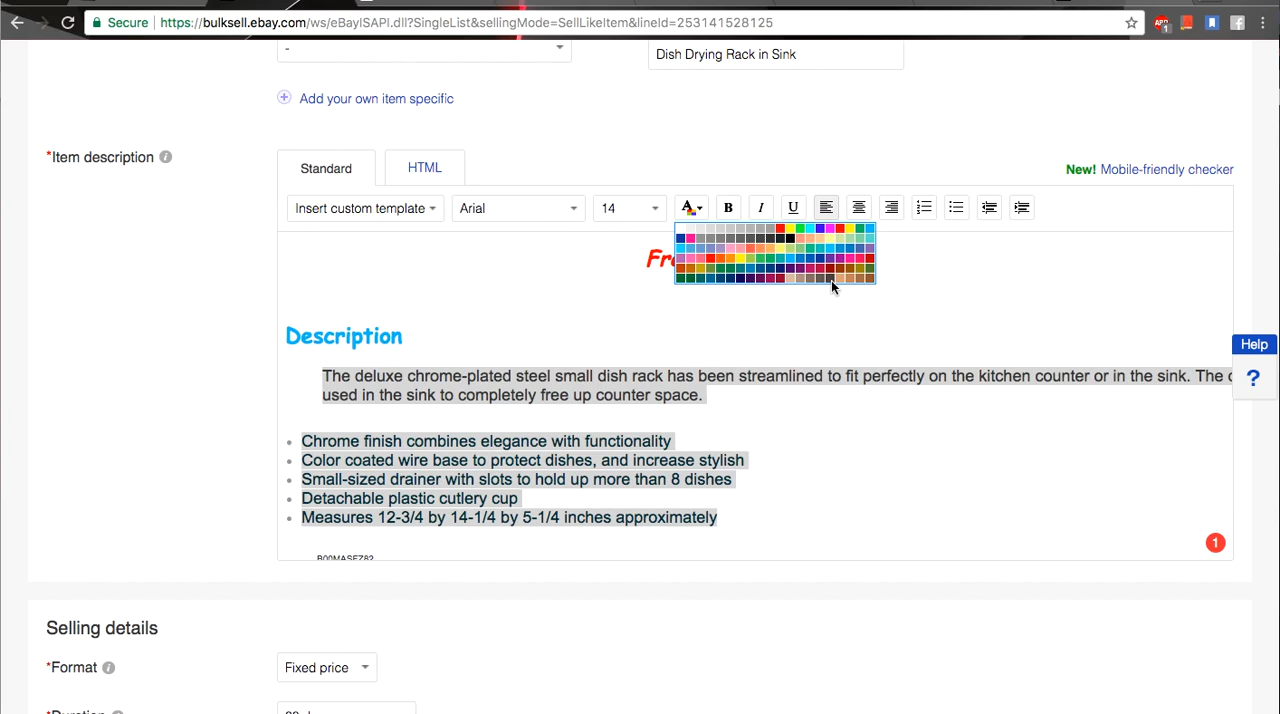 Secure | https://bulksell.ebay.com/ws/eBayISAPI.dll?SingleList&sellingMode=SellLikeItem&lineId=253141528125
-
Dish Drying Rack in Sink
Add your own item specific
*Item description
Standard
HTML
New! Mobile-friendly checker
Insert custom template
Arial
14
A
B
I
U
Description
The deluxe chrome-plated steel small dish rack has been streamlined to fit perfectly on the kitchen counter or in the sink. The
used in the sink to completely free up counter space.
Chrome finish combines elegance with functionality
Color coated wire base to protect dishes, and increase stylish
Small-sized drainer with slots to hold up more than 8 dishes
Detachable plastic cutlery cup
Measures 12-3/4 by 14-1/4 by 5-1/4 inches approximately
1
Help
?
Selling details
*Format
Fixed price
*Duration